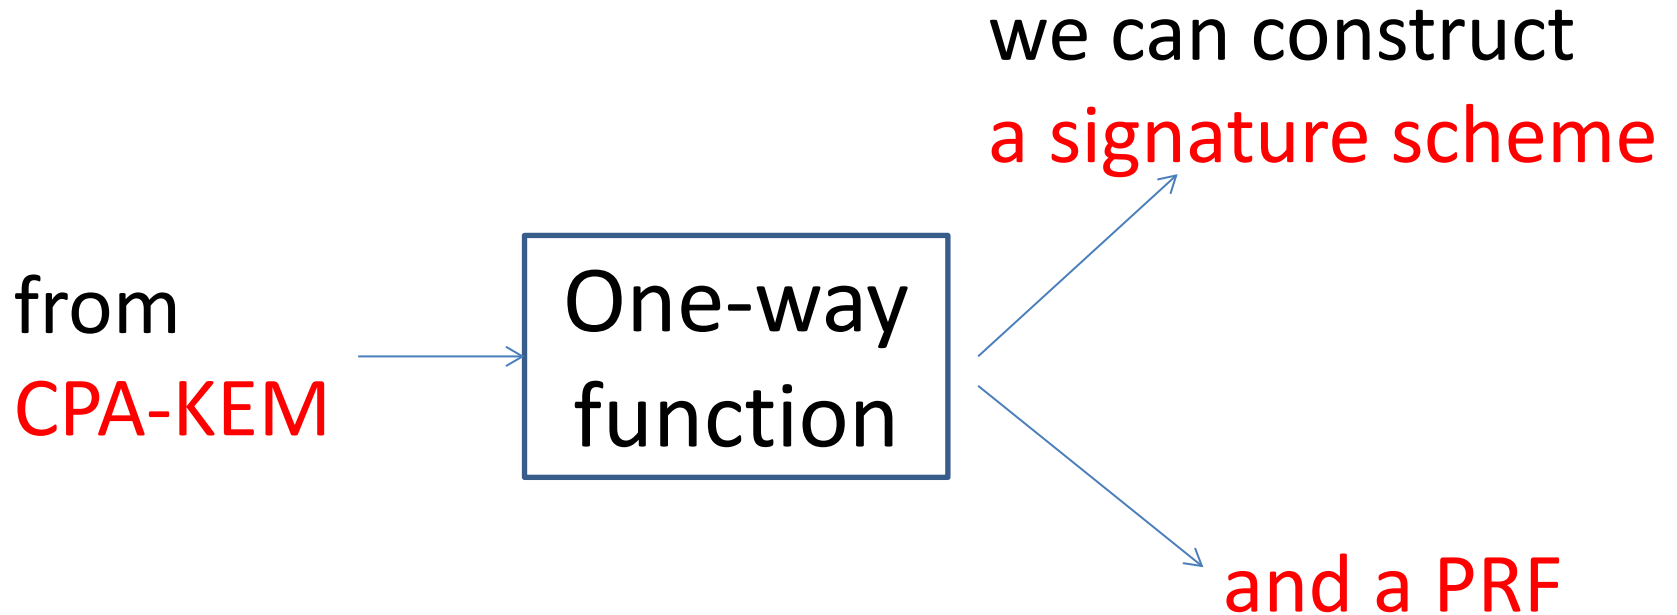 from
CPA-KEM
One-way
function
we can construct
a signature scheme
and a PRF